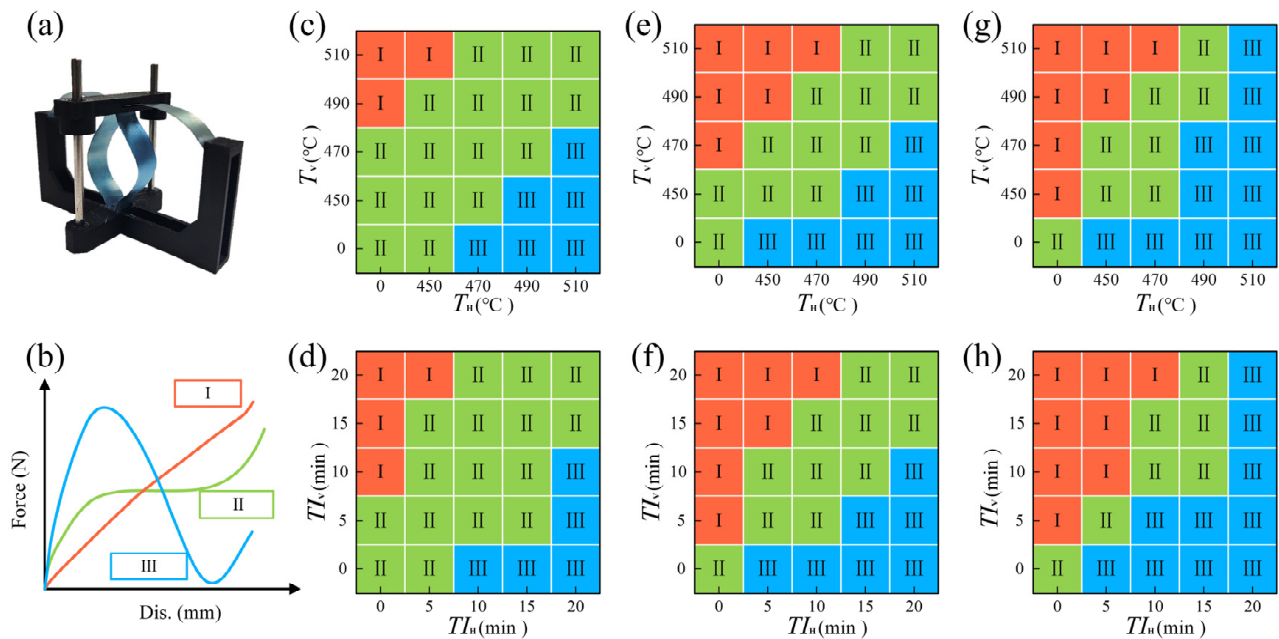 (a)
(b)
Force (N)
Dis. (mm)
I
II
III
(c)
T_v(°C)
510 I I II II II
490 I II II II II
470 II II II II III
450 II II II III III
0 II II III III III
0 450 470 490 510
T_H(°C)
(e)
T_v(°C)
510 I I I II II
490 I I II II II
470 I II II II III
450 II II II III III
0 II III III III III
0 450 470 490 510
T_H(°C)
(g)
T_v(°C)
510 I I I II III
490 I I II II III
470 I II II III III
450 I II II III III
0 II III III III III
0 450 470 490 510
T_H(°C)
(d)
TI_v(min)
20 I I II II II
15 I II II II II
10 I II II II III
5 II II II II III
0 II II III III III
0 5 10 15 20
TI_H(min)
(f)
TI_v(min)
20 I I I II II
15 I I II II II
10 I II II II III
5 I II II III III
0 II III III III III
0 5 10 15 20
TI_H(min)
(h)
TI_v(min)
20 I I I II III
15 I I II II III
10 I I II II III
5 I II III III III
0 II III III III III
0 5 10 15 20
TI_H(min)